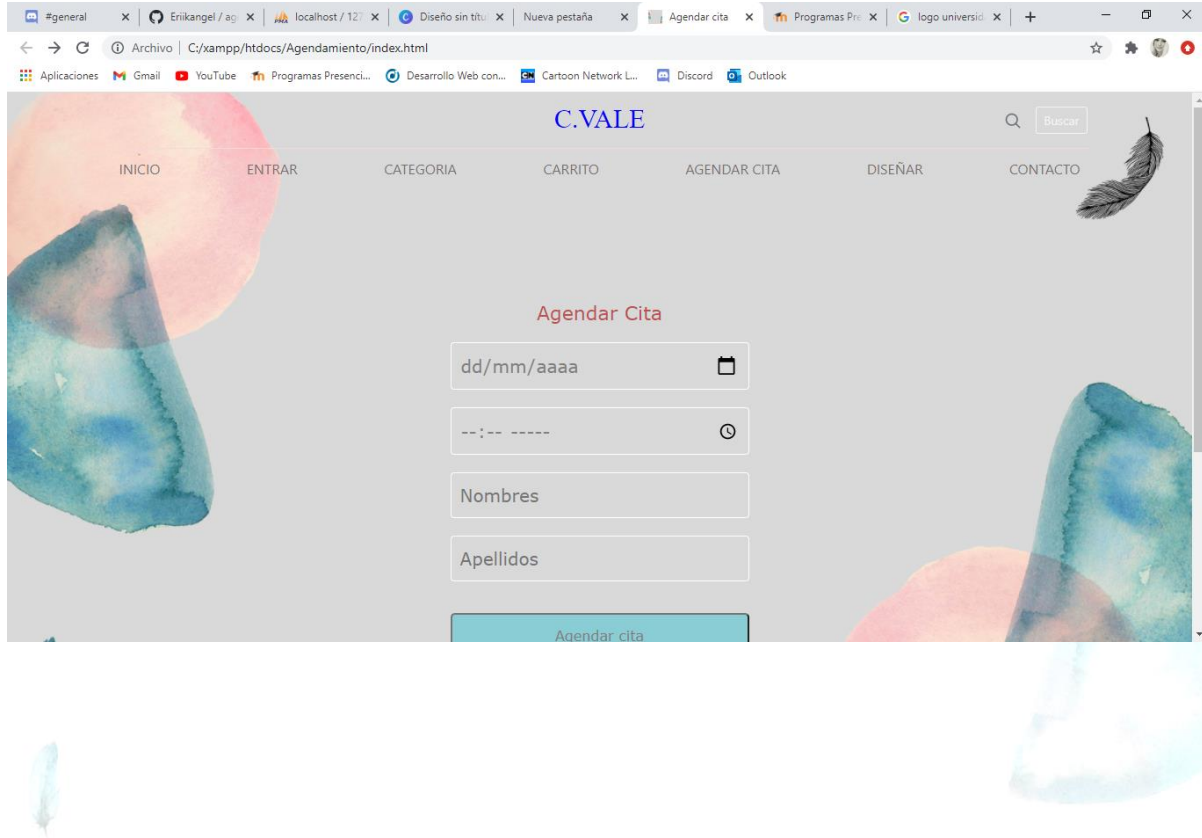 #general Eriikangel / ag localhost / 127 Diseño sin títu Nueva pestaña Agendar cita Programas Pre logo universid
Archivo C:/xampp/htdocs/Agendamiento/index.html
Aplicaciones Gmail YouTube Programas Presenci... Desarrollo Web con... Cartoon Network L... Discord Outlook
C.VALE
Buscar
INICIO ENTRAR CATEGORIA CARRITO AGENDAR CITA DISEÑAR CONTACTO
Agendar Cita
dd/mm/aaaa
--:-- -----
Nombres
Apellidos
Agendar cita